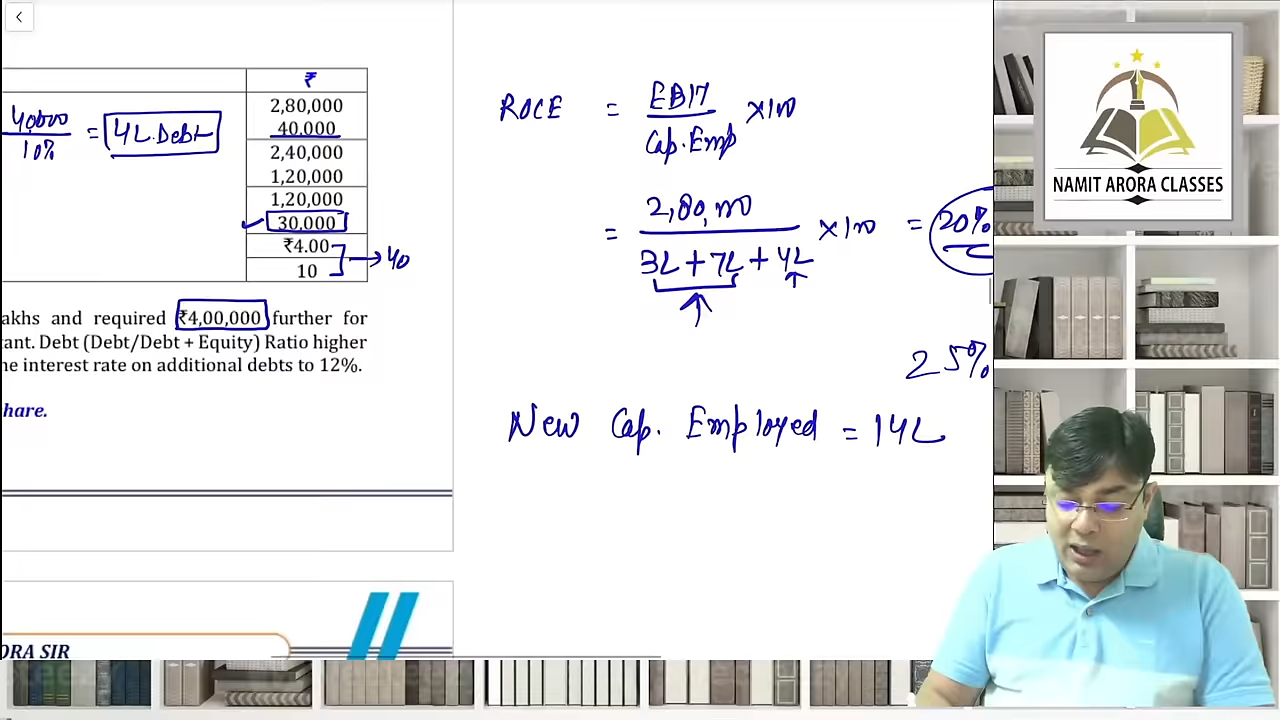 ₹
2,80,000
40,000
2,40,000
1,20,000
1,20,000
30,000
₹4.00
10
40,000
10%
= 4L.Debt
→ 40
akhs and required ₹4,00,000 further for
tant. Debt (Debt/Debt + Equity) Ratio higher
he interest rate on additional debts to 12%.
hare.
ORA SIR
ROCE = EBIT ×100
Cap. Emp
= 2,80,000 ×100 = 20%
3L + 7L + 4L
25%
New Cap. Employed = 14L
NAMIT ARORA CLASSES